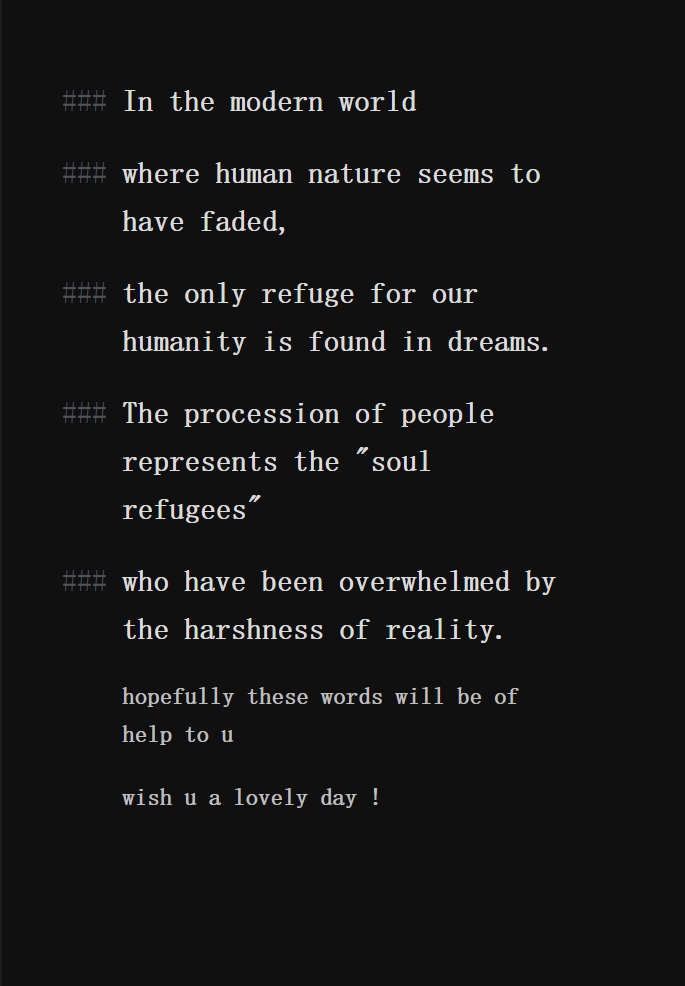 ### In the modern world
### where human nature seems to
have faded,
### the only refuge for our
humanity is found in dreams.
### The procession of people
represents the "soul
refugees"
### who have been overwhelmed by
the harshness of reality.
hopefully these words will be of
help to u
wish u a lovely day !